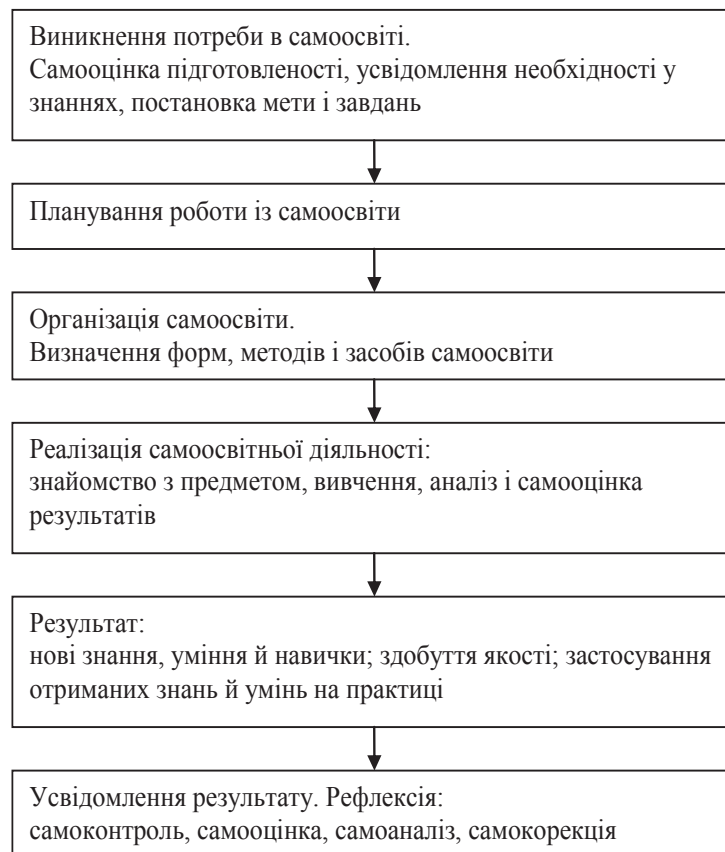 Виникнення потреби в самоосвіті.
Самооцінка підготовленості, усвідомлення необхідності у
знаннях, постановка мети і завдань
Планування роботи із самоосвіти
Організація самоосвіти.
Визначення форм, методів і засобів самоосвіти
Реалізація самоосвітньої діяльності:
знайомство з предметом, вивчення, аналіз і самооцінка
результатів
Результат:
нові знання, уміння й навички; здобуття якості; застосування
отриманих знань й умінь на практиці
Усвідомлення результату. Рефлексія:
самоконтроль, самооцінка, самоаналіз, самокорекція